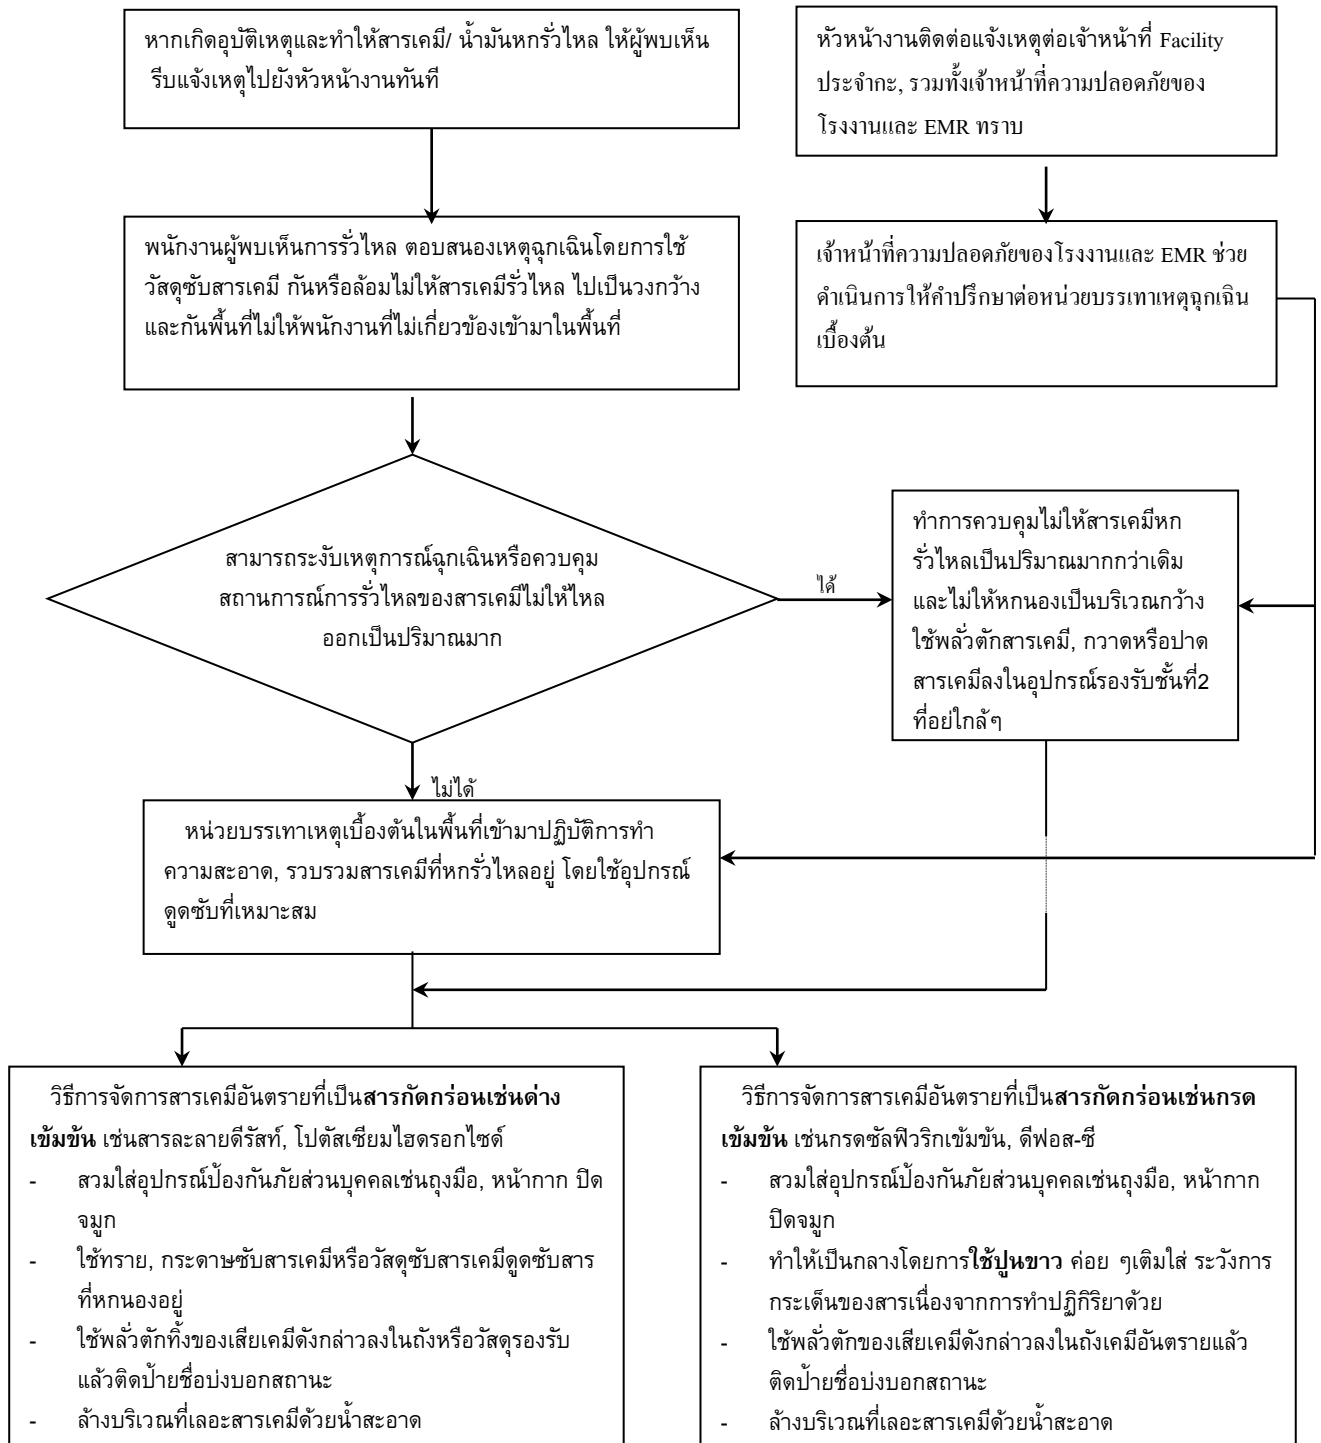 หากเกิดอุบัติเหตุและทำให้สารเคมี/ น้ำมันหกรั่วไหล ให้ผู้พบเห็น
รีบแจ้งเหตุไปยังหัวหน้างานทันที
หัวหน้างานติดต่อแจ้งเหตุต่อเจ้าหน้าที่ Facility
ประจำกะ, รวมทั้งเจ้าหน้าที่ความปลอดภัยของ
โรงงานและ EMR ทราบ
พนักงานผู้พบเห็นการรั่วไหล ตอบสนองเหตุฉุกเฉินโดยการใช้
วัสดุซับสารเคมี กันหรือล้อมไม่ให้สารเคมีรั่วไหล ไปเป็นวงกว้าง
และกันพื้นที่ไม่ให้พนักงานที่ไม่เกี่ยวข้องเข้ามาในพื้นที่
เจ้าหน้าที่ความปลอดภัยของโรงงานและ EMR ช่วย
ดำเนินการให้คำปรึกษาต่อหน่วยบรรเทาเหตุฉุกเฉิน
เบื้องต้น
สามารถระงับเหตุการณ์ฉุกเฉินหรือควบคุม
สถานการณ์การรั่วไหลของสารเคมีไม่ให้ไหล
ออกเป็นปริมาณมาก
ได้
ทำการควบคุมไม่ให้สารเคมีหก
รั่วไหลเป็นปริมาณมากกว่าเดิม
และไม่ให้หกนองเป็นบริเวณกว้าง
ใช้พลั่วตักสารเคมี, กวาดหรือปาด
สารเคมีลงในอุปกรณ์รองรับชั้นที่2
ที่อยู่ใกล้ๆ
ไม่ได้
หน่วยบรรเทาเหตุเบื้องต้นในพื้นที่เข้ามาปฏิบัติการทำ
ความสะอาด, รวบรวมสารเคมีที่หกรั่วไหลอยู่ โดยใช้อุปกรณ์
ดูดซับที่เหมาะสม
วิธีการจัดการสารเคมีอันตรายที่เป็นสารกัดกร่อนเช่นด่าง
เข้มข้น เช่นสารละลายดีรัสท์, โปตัสเซียมไฮดรอกไซด์
- สวมใส่อุปกรณ์ป้องกันภัยส่วนบุคคลเช่นถุงมือ, หน้ากาก ปิด
จมูก
- ใช้ทราย, กระดาษซับสารเคมีหรือวัสดุซับสารเคมีดูดซับสาร
ที่หกนองอยู่
- ใช้พลั่วตักทิ้งของเสียเคมีดังกล่าวลงในถังหรือวัสดุรองรับ
แล้วติดป้ายชื่อบ่งบอกสถานะ
- ล้างบริเวณที่เลอะสารเคมีด้วยน้ำสะอาด
วิธีการจัดการสารเคมีอันตรายที่เป็นสารกัดกร่อนเช่นกรด
เข้มข้น เช่นกรดซัลฟิวริกเข้มข้น, ดีฟอส-ซี
- สวมใส่อุปกรณ์ป้องกันภัยส่วนบุคคลเช่นถุงมือ, หน้ากาก
ปิดจมูก
- ทำให้เป็นกลางโดยการใช้ปูนขาว ค่อย ๆเติมใส่ ระวังการ
กระเด็นของสารเนื่องจากการทำปฏิกิริยาด้วย
- ใช้พลั่วตักของเสียเคมีดังกล่าวลงในถังเคมีอันตรายแล้ว
ติดป้ายชื่อบ่งบอกสถานะ
- ล้างบริเวณที่เลอะสารเคมีด้วยน้ำสะอาด